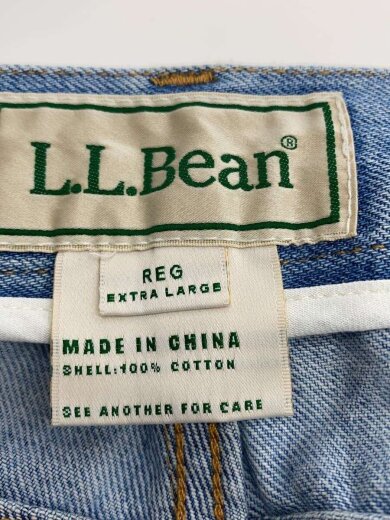 L.L.Bean®
REG
EXTRA LARGE
MADE IN CHINA
SHELL:100% COTTON
SEE ANOTHER FOR CARE